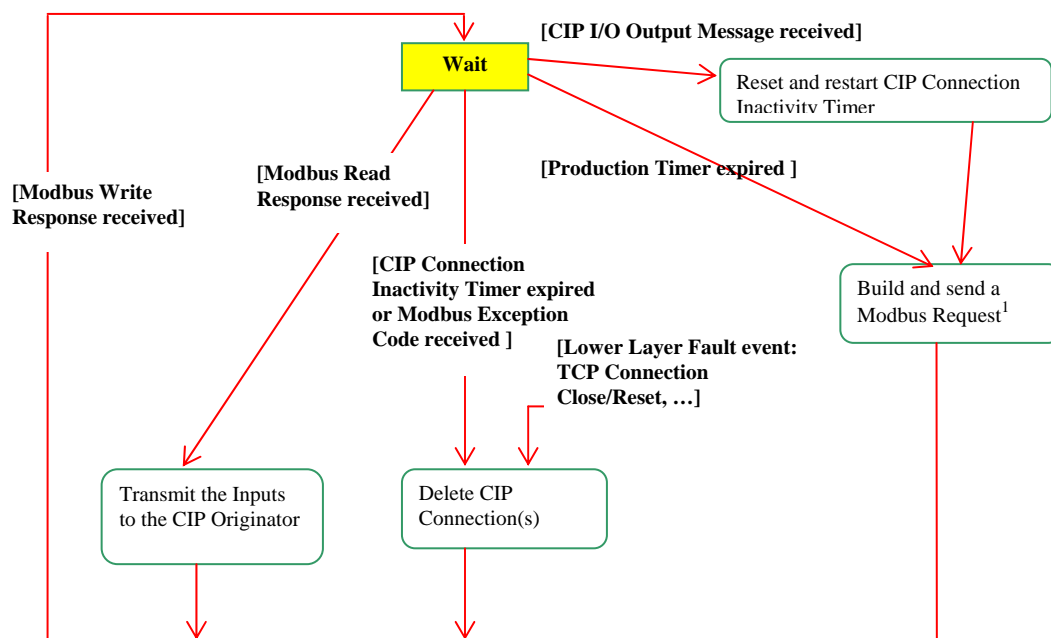 [CIP I/O Output Message received]
Wait
Reset and restart CIP Connection
Inactivity Timer
[Production Timer expired ]
[Modbus Write
Response received]
[Modbus Read
Response received]
[CIP Connection
Inactivity Timer expired
or Modbus Exception
Code received ]
Build and send a
Modbus Request1
[Lower Layer Fault event:
TCP Connection
Close/Reset, …]
Transmit the Inputs
to the CIP Originator
Delete CIP
Connection(s)